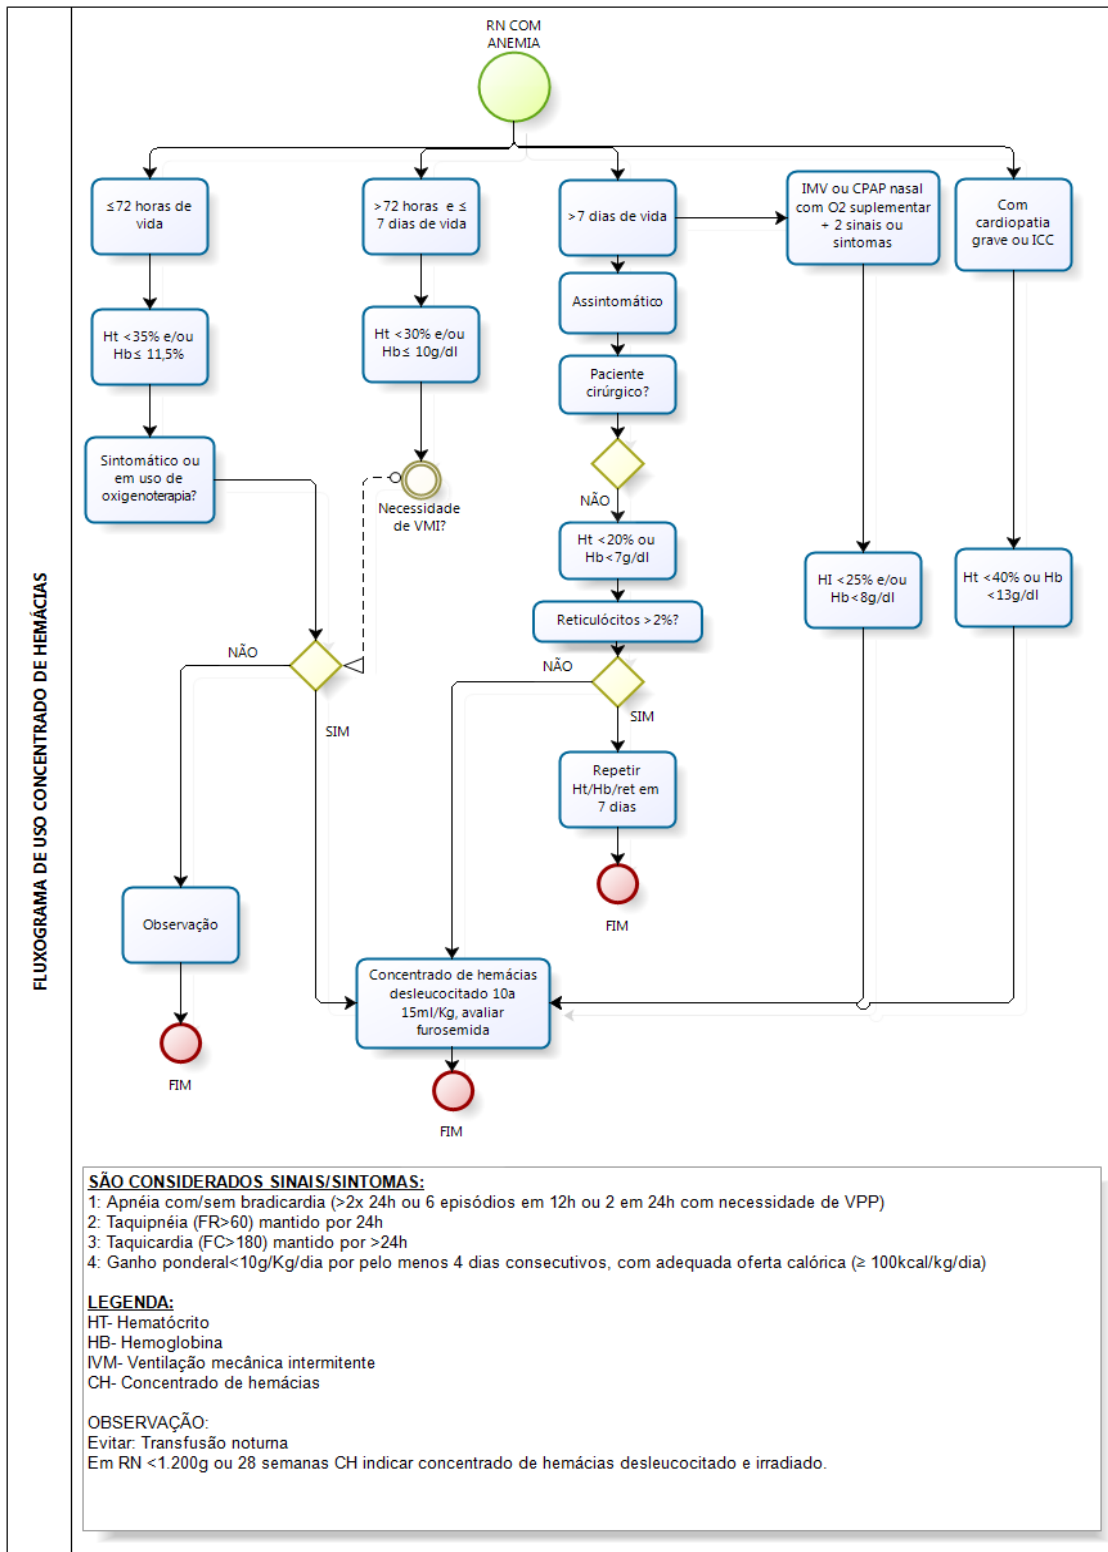 FLUXOGRAMA DE USO CONCENTRADO DE HEMÁCIAS
RN COM
ANEMIA
≤72 horas de
vida
>72 horas e ≤
7 dias de vida
>7 dias de vida
IMV ou CPAP nasal
com O2 suplementar
+ 2 sinais ou
sintomas
Com
cardiopatia
grave ou ICC
Ht <35% e/ou
Hb≤ 11,5%
Ht <30% e/ou
Hb≤ 10g/dl
Assintomático
Paciente
cirúrgico?
Sintomático ou
em uso de
oxigenoterapia?
Necessidade
de VMI?
NÃO
Ht <20% ou
Hb<7g/dl
HI <25% e/ou
Hb<8g/dl
Ht <40% ou Hb
<13g/dl
Reticulócitos >2%?
NÃO
SIM
NÃO
SIM
Repetir
Ht/Hb/ret em
7 dias
FIM
Observação
FIM
Concentrado de hemácias
desleucocitado 10a
15ml/Kg, avaliar
furosemida
FIM
SÃO CONSIDERADOS SINAIS/SINTOMAS:
1: Apnéia com/sem bradicardia (>2x 24h ou 6 episódios em 12h ou 2 em 24h com necessidade de VPP)
2: Taquipnéia (FR>60) mantido por 24h
3: Taquicardia (FC>180) mantido por >24h
4: Ganho ponderal<10g/Kg/dia por pelo menos 4 dias consecutivos, com adequada oferta calórica (≥ 100kcal/kg/dia)
LEGENDA:
HT- Hematócrito
HB- Hemoglobina
IVM- Ventilação mecânica intermitente
CH- Concentrado de hemácias
OBSERVAÇÃO:
Evitar: Transfusão noturna
Em RN <1.200g ou 28 semanas CH indicar concentrado de hemácias desleucocitado e irradiado.